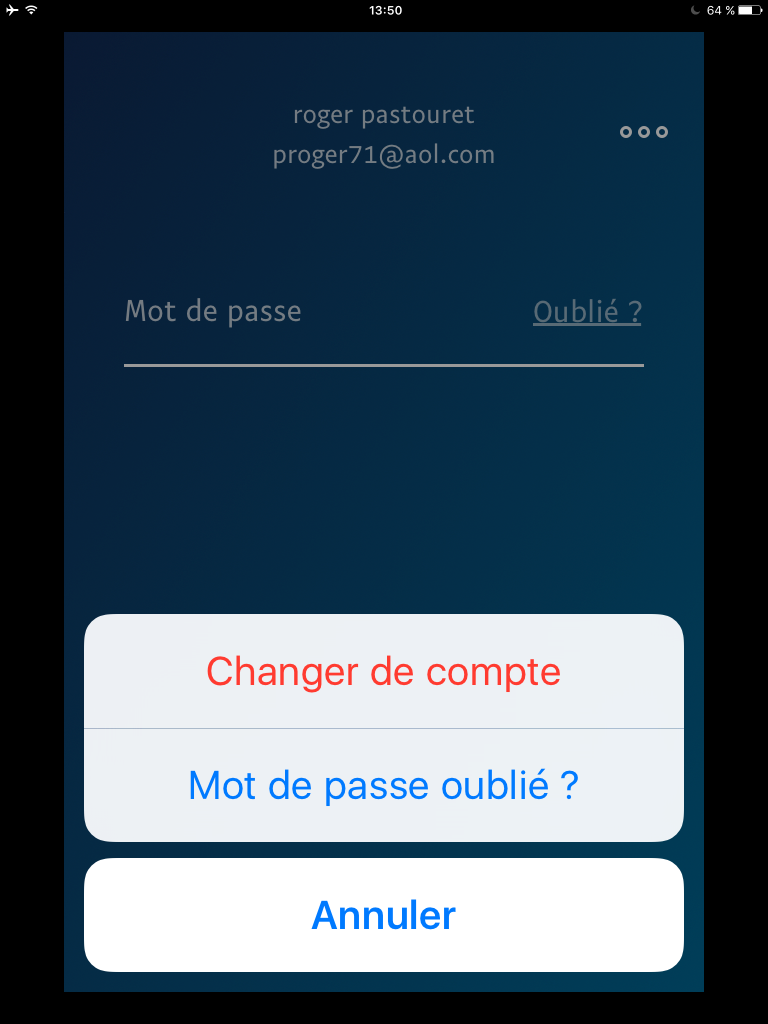 13:50
64 %
roger pastouret
proger71@aol.com
Mot de passe
Oublié ?
Changer de compte
Mot de passe oublié ?
Annuler